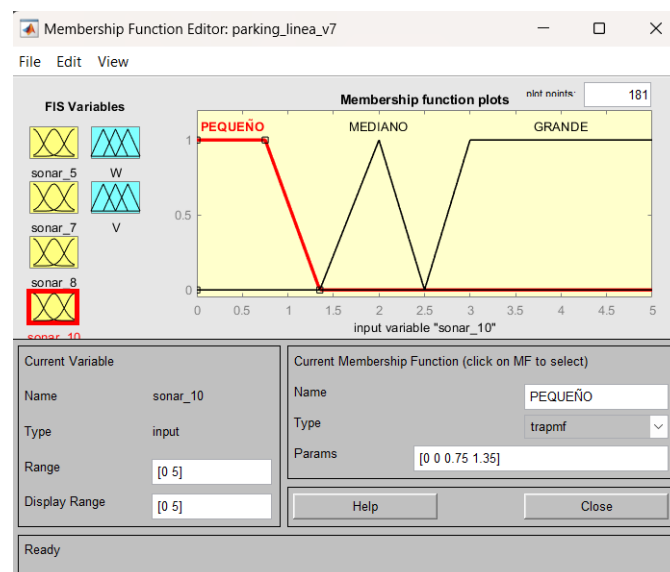 Membership Function Editor: parking_linea_v7
File Edit View
FIS Variables
Membership function plots
plot points:
181
PEQUEÑO
MEDIANO
GRANDE
sonar_5
W
sonar_7
V
sonar_8
sonar_10
1
0.5
0
0 0.5 1 1.5 2 2.5 3 3.5 4 4.5 5
input variable "sonar_10"
Current Variable
Name sonar_10
Type input
Range [0 5]
Display Range [0 5]
Current Membership Function (click on MF to select)
Name PEQUEÑO
Type trapmf
Params [0 0 0.75 1.35]
Help
Close
Ready